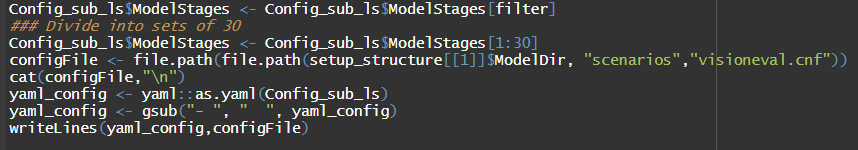 Config_sub_ls$ModelStages <- Config_sub_ls$ModelStages[filter]
### Divide into sets of 30
Config_sub_ls$ModelStages <- Config_sub_ls$ModelStages[1:30]
configFile <- file.path(file.path(setup_structure[[1]]$ModelDir, "scenarios","visioneval.cnf"))
cat(configFile,"\n")
yaml_config <- yaml::as.yaml(Config_sub_ls)
yaml_config <- gsub("- ", "  ", yaml_config)
writeLines(yaml_config,configFile)